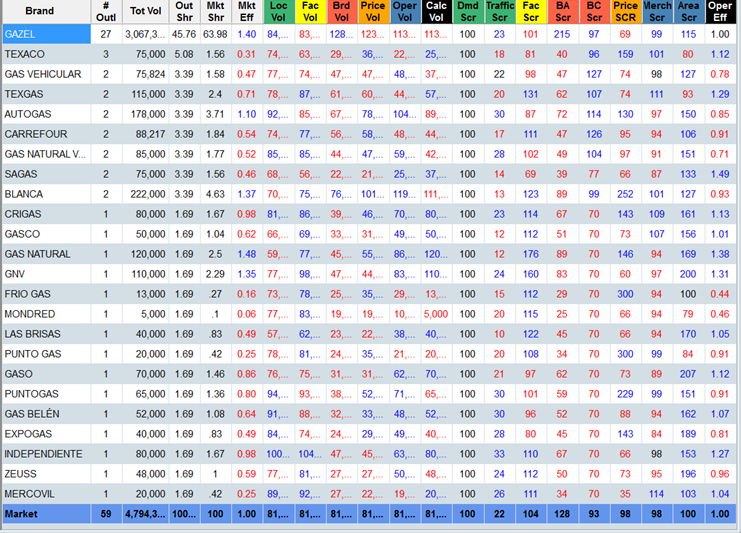 Brand # Outl Tot Vol Out Shr Mkt Shr Mkt Eff Loc Vol Fac Vol Brd Vol Price Vol Oper Vol Calc Vol Dmd Scr Traffic Scr Fac Scr BA Scr BC Scr Price SCR Merch Scr Area Scr Oper Eff
GAZEL 27 3,067,3... 45.76 63.98 1.40 84,... 83,... 128... 123... 113... 113... 100 23 101 215 97 69 99 115 1.00
TEXACO 3 75,000 5.08 1.56 0.31 74,... 63,... 29,... 36,... 22,... 25,... 100 18 81 40 96 159 101 80 1.12
GAS VEHICULAR 2 75,824 3.39 1.58 0.47 77,... 74,... 47,... 47,... 48,... 37,... 100 22 98 47 127 74 98 127 0.78
TEXGAS 2 115,000 3.39 2.4 0.71 78,... 87,... 61,... 60,... 44,... 57,... 100 20 131 62 107 74 111 93 1.29
AUTOGAS 2 178,000 3.39 3.71 1.10 92,... 85,... 67,... 78,... 104... 89,... 100 30 87 72 114 130 97 150 0.85
CARREFOUR 2 88,217 3.39 1.84 0.54 74,... 77,... 56,... 58,... 48,... 44,... 100 17 111 47 126 95 94 106 0.91
GAS NATURAL V... 2 85,000 3.39 1.77 0.52 85,... 85,... 44,... 47,... 59,... 42,... 100 28 102 49 104 97 91 151 0.71
SAGAS 2 75,000 3.39 1.56 0.46 68,... 56,... 22,... 21,... 25,... 37,... 100 14 69 39 77 66 87 133 1.49
BLANCA 2 222,000 3.39 4.63 1.37 70,... 75,... 76,... 101... 119... 111,... 100 13 123 89 99 252 101 127 0.93
CRIGAS 1 80,000 1.69 1.67 0.98 81,... 86,... 39,... 46,... 70,... 80,... 100 23 114 67 70 143 109 161 1.13
GASCO 1 50,000 1.69 1.04 0.62 66,... 69,... 33,... 31,... 49,... 50,... 100 12 112 51 70 73 107 156 1.01
GAS NATURAL 1 120,000 1.69 2.5 1.48 59,... 77,... 45,... 55,... 86,... 120... 100 12 176 89 70 146 94 169 1.38
GNV 1 110,000 1.69 2.29 1.35 77,... 98,... 47,... 44,... 83,... 110... 100 24 160 83 70 60 97 200 1.31
FRIO GAS 1 13,000 1.69 .27 0.16 73,... 78,... 25,... 35,... 29,... 13,... 100 15 112 29 70 300 94 100 0.44
MONDRED 1 5,000 1.69 .1 0.06 77,... 83,... 19,... 19,... 10,... 5,000 100 20 115 25 70 66 94 79 0.46
LAS BRISAS 1 40,000 1.69 .83 0.49 57,... 62,... 23,... 22,... 38,... 40,... 100 10 122 45 70 66 94 170 1.05
PUNTO GAS 1 20,000 1.69 .42 0.25 78,... 81,... 24,... 35,... 21,... 20,... 100 20 108 34 70 300 99 84 0.91
GASO 1 70,000 1.69 1.46 0.86 76,... 75,... 31,... 31,... 62,... 70,... 100 21 97 62 70 73 89 207 1.12
PUNTOGAS 1 65,000 1.69 1.36 0.80 94,... 93,... 38,... 52,... 71,... 65,... 100 30 101 59 70 229 99 151 0.91
GAS BELÉN 1 52,000 1.69 1.08 0.64 91,... 88,... 32,... 33,... 48,... 52,... 100 30 96 52 70 88 94 162 1.07
EXPOGAS 1 40,000 1.69 .83 0.49 84,... 74,... 24,... 29,... 49,... 40,... 100 28 80 45 70 143 84 189 0.81
INDEPENDIENTE 1 80,000 1.69 1.67 0.98 100... 104... 47,... 45,... 63,... 80,... 100 33 110 67 70 66 98 153 1.27
ZEUSS 1 48,000 1.69 1 0.59 77,... 81,... 27,... 27,... 50,... 48,... 100 24 112 50 70 73 95 196 0.96
MERCOVIL 1 20,000 1.69 .42 0.25 89,... 92,... 27,... 22,... 19,... 20,... 100 26 111 34 70 35 114 103 1.04
Market 59 4,794,3... 100... 100 1.00 81,... 81,... 81,... 81,... 81,... 81,... 100 22 104 128 93 98 98 100 1.00